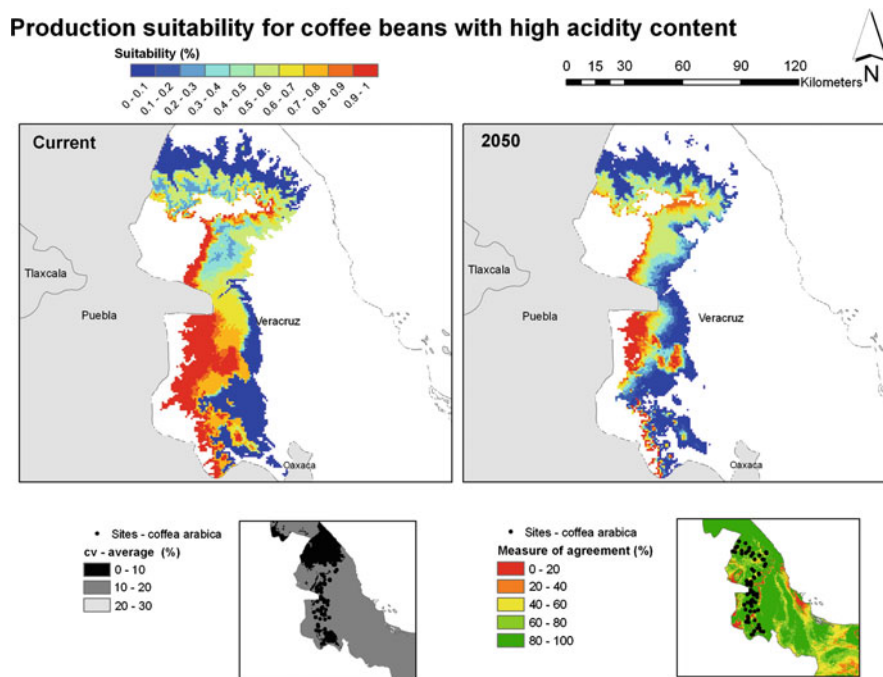 Production suitability for coffee beans with high acidity content
Suitability (%)
0 - 0.1
0.1 - 0.2
0.2 - 0.3
0.3 - 0.4
0.4 - 0.5
0.5 - 0.6
0.6 - 0.7
0.7 - 0.8
0.8 - 0.9
0.9 - 1
0 15 30 60 90 120
Kilometers
N
Current
Tlaxcala
Puebla
Veracruz
Oaxaca
2050
Tlaxcala
Puebla
Veracruz
Oaxaca
Sites - coffea arabica
cv - average (%)
0 - 10
10 - 20
20 - 30
Sites - coffea arabica
Measure of agreement (%)
0 - 20
20 - 40
40 - 60
60 - 80
80 - 100